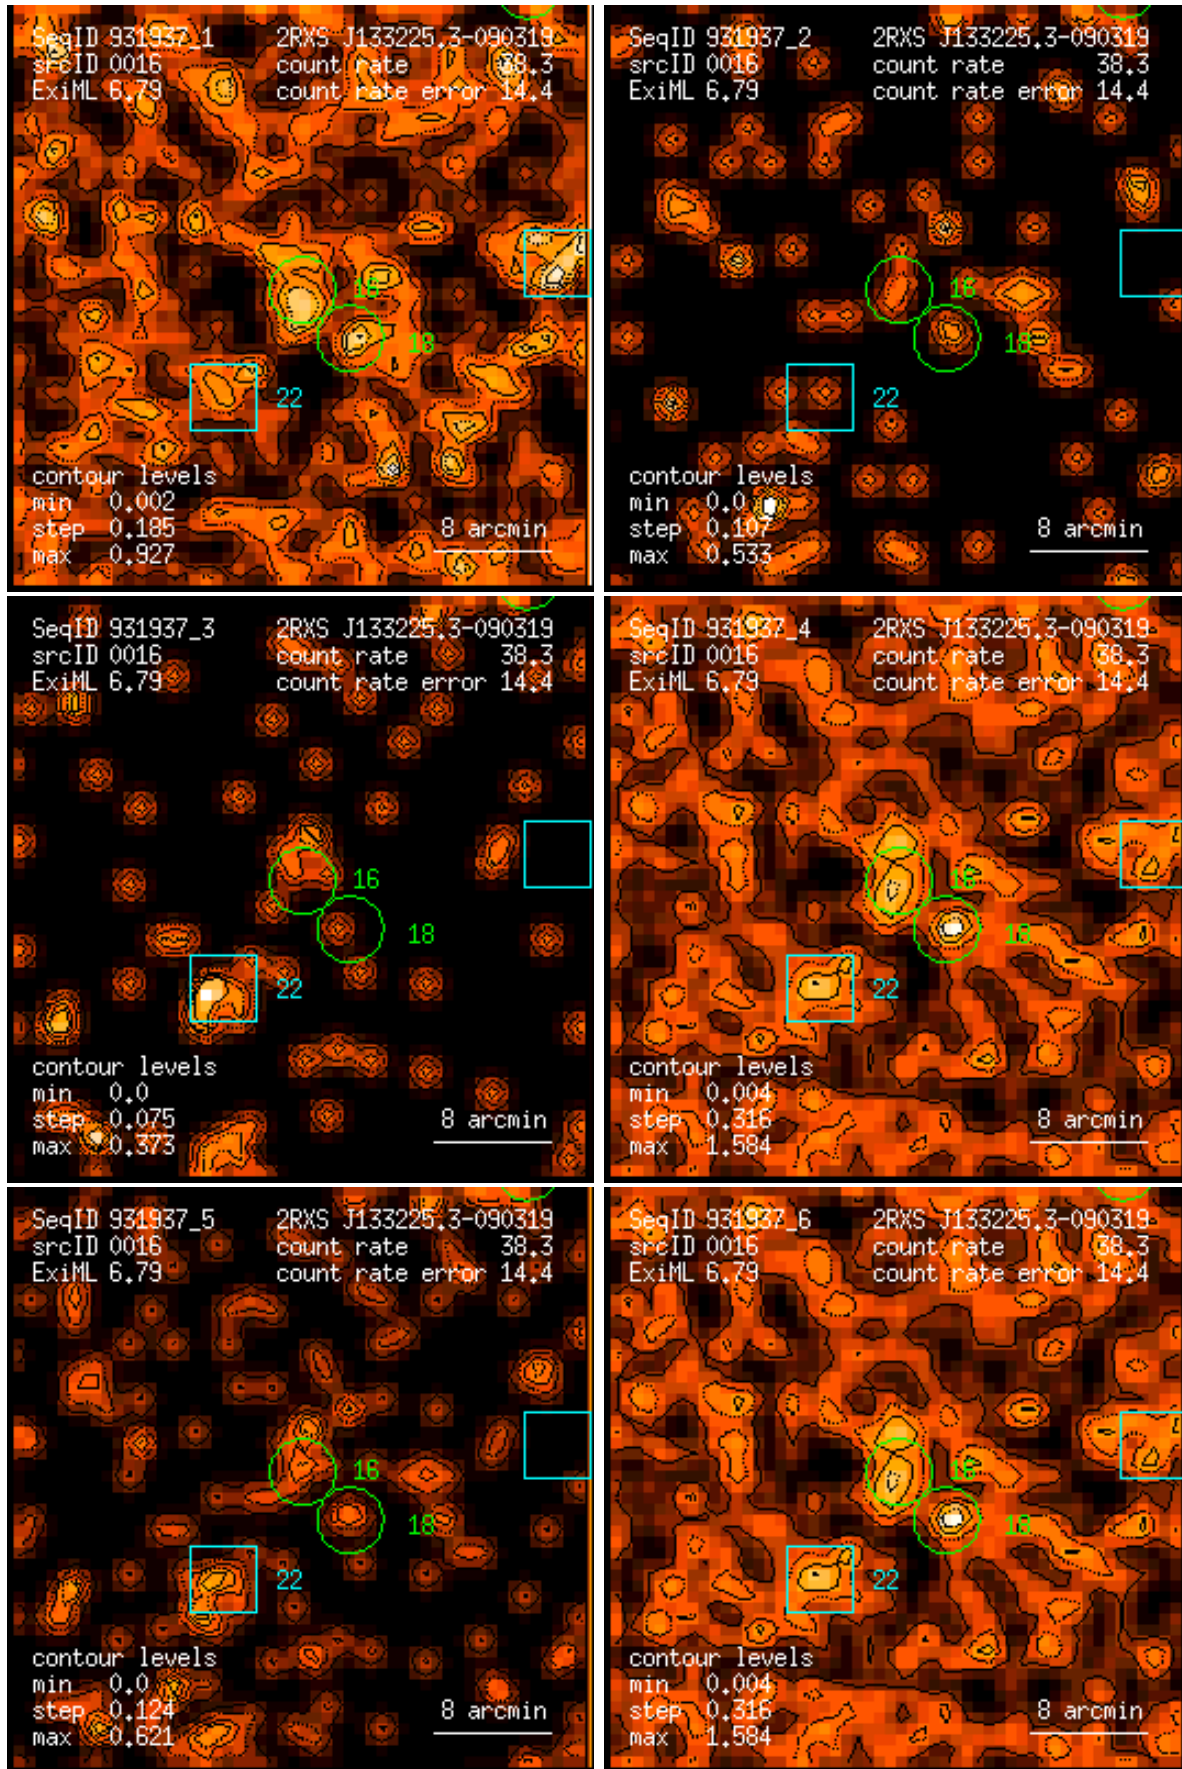 SeqID 931937_1 2RXS J133225.3-090319
srcID 0016 count rate 38.3
ExiML 6.79 count rate error 14.4
16
18
22
contour levels
min 0.002
step 0.185
max 0.927
8 arcmin
SeqID 931937_2 2RXS J133225.3-090319
srcID 0016 count rate 38.3
ExiML 6.79 count rate error 14.4
16
18
22
contour levels
min 0.0
step 0.107
max 0.533
8 arcmin
SeqID 931937_3 2RXS J133225.3-090319
srcID 0016 count rate 38.3
ExiML 6.79 count rate error 14.4
16
18
22
contour levels
min 0.0
step 0.075
max 0.373
8 arcmin
SeqID 931937_4 2RXS J133225.3-090319
srcID 0016 count rate 38.3
ExiML 6.79 count rate error 14.4
16
18
22
contour levels
min 0.004
step 0.316
max 1.584
8 arcmin
SeqID 931937_5 2RXS J133225.3-090319
srcID 0016 count rate 38.3
ExiML 6.79 count rate error 14.4
16
18
22
contour levels
min 0.0
step 0.124
max 0.621
8 arcmin
SeqID 931937_6 2RXS J133225.3-090319
srcID 0016 count rate 38.3
ExiML 6.79 count rate error 14.4
16
18
22
contour levels
min 0.004
step 0.316
max 1.584
8 arcmin